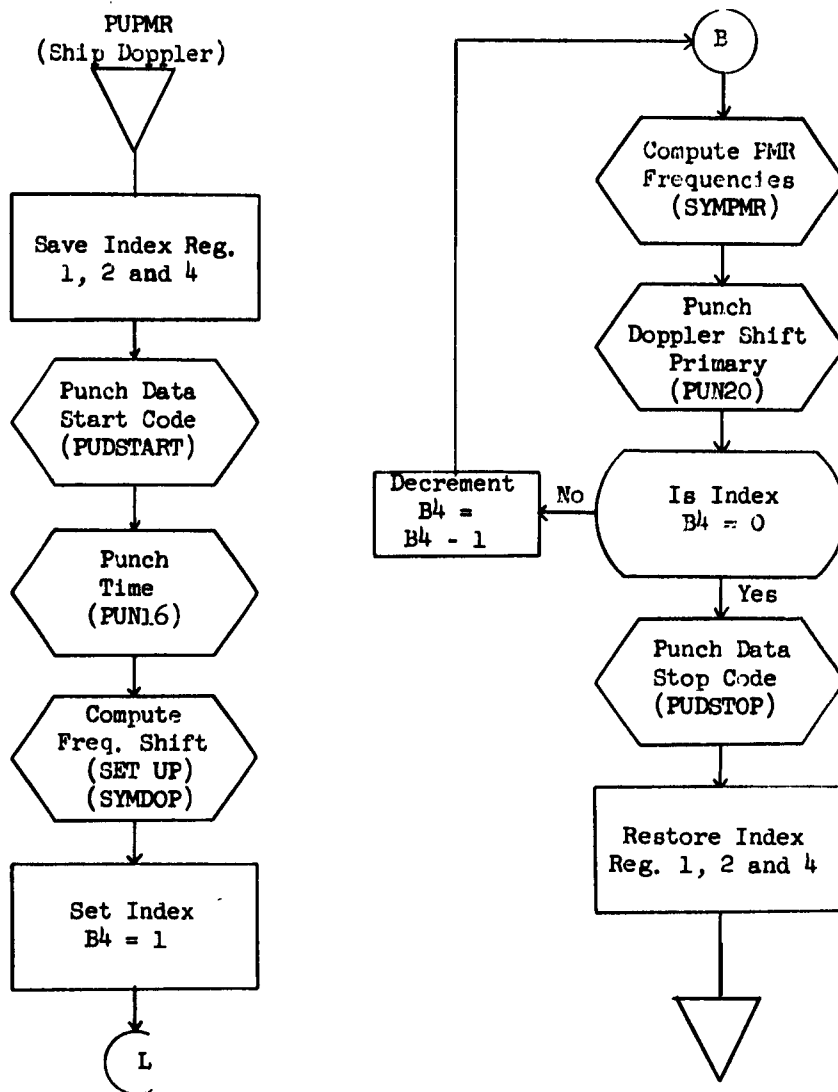 PUPMR
(Ship Doppler)
Save Index Reg.
1, 2 and 4
Punch Data
Start Code
(PUDSTART)
Punch
Time
(PUN16)
Compute
Freq. Shift
(SET UP)
(SYMDOP)
Set Index
B4 = 1
L
B
Compute PMR
Frequencies
(SYMPMR)
Punch
Doppler Shift
Primary
(PUN20)
Is Index
B4 = 0
No
Decrement
B4 =
B4 - 1
Yes
Punch Data
Stop Code
(PUDSTOP)
Restore Index
Reg. 1, 2 and 4